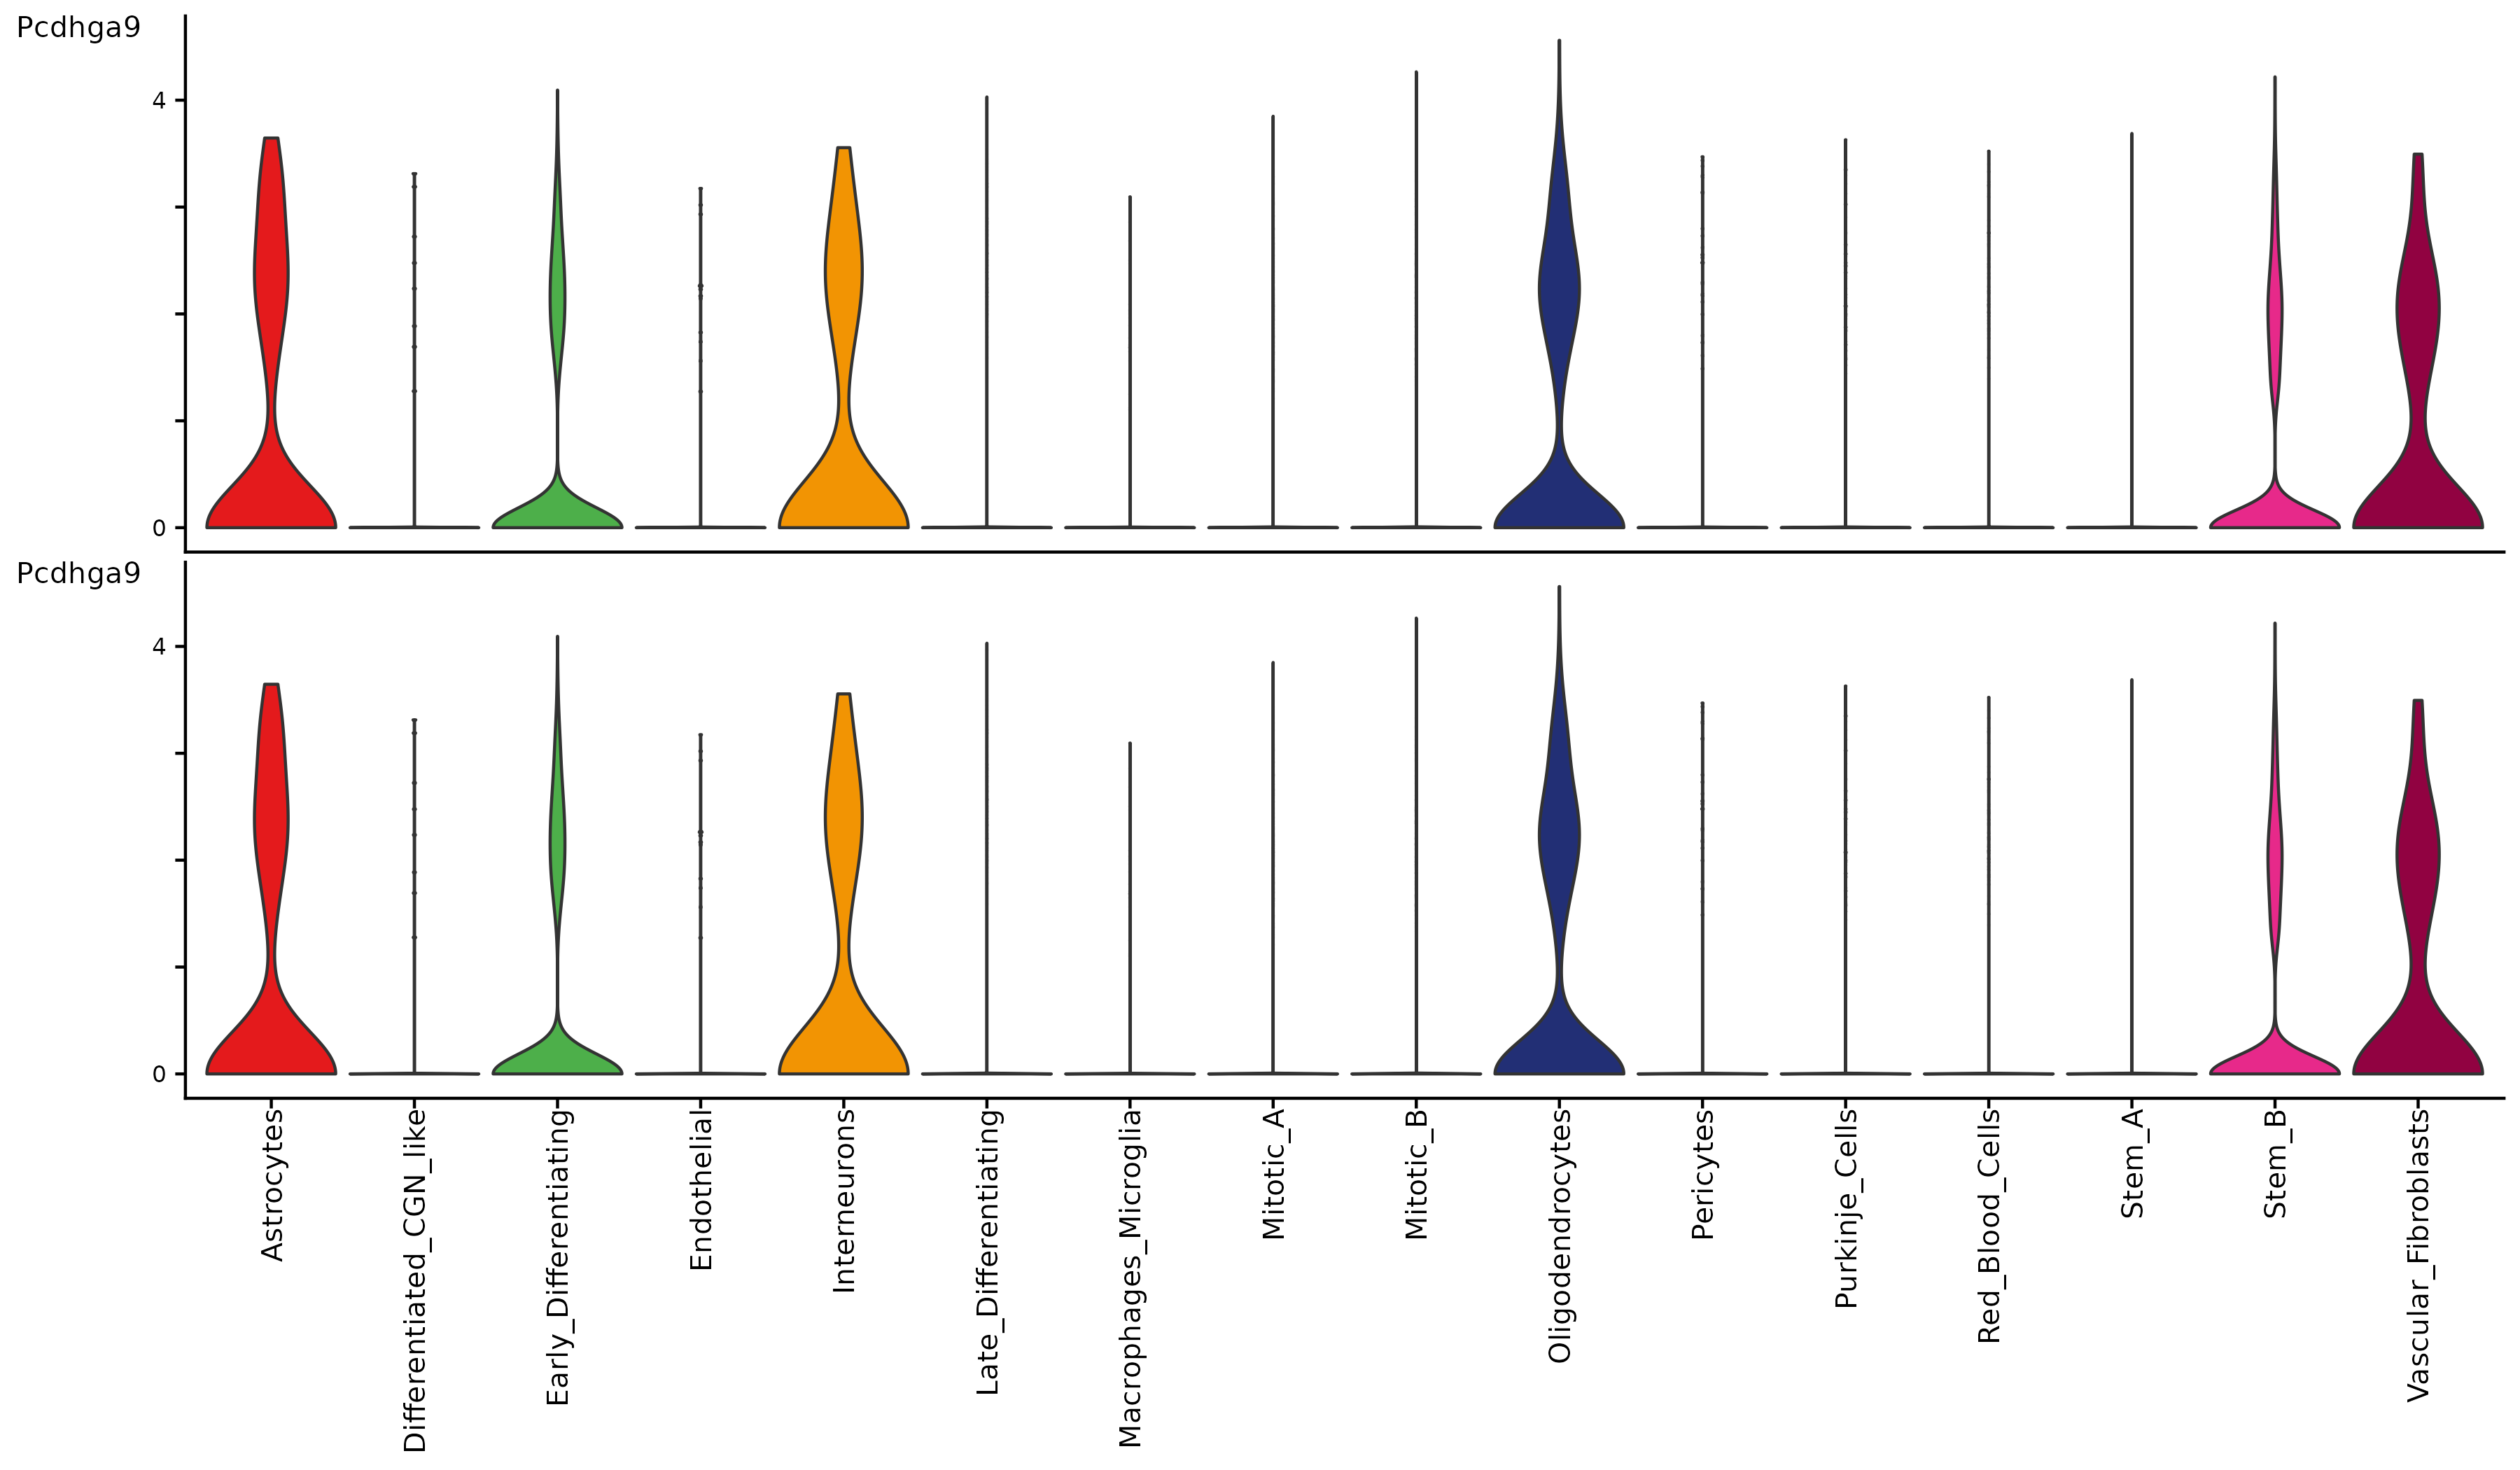 Pcdhga9
4
0
Pcdhga9
4
0
Astrocytes
Differentiated_CGN_like
Early_Differentiating
Endothelial
Interneurons
Late_Differentiating
Macrophages_Microglia
Mitotic_A
Mitotic_B
Oligodendrocytes
Pericytes
Purkinje_Cells
Red_Blood_Cells
Stem_A
Stem_B
Vascular_Fibroblasts